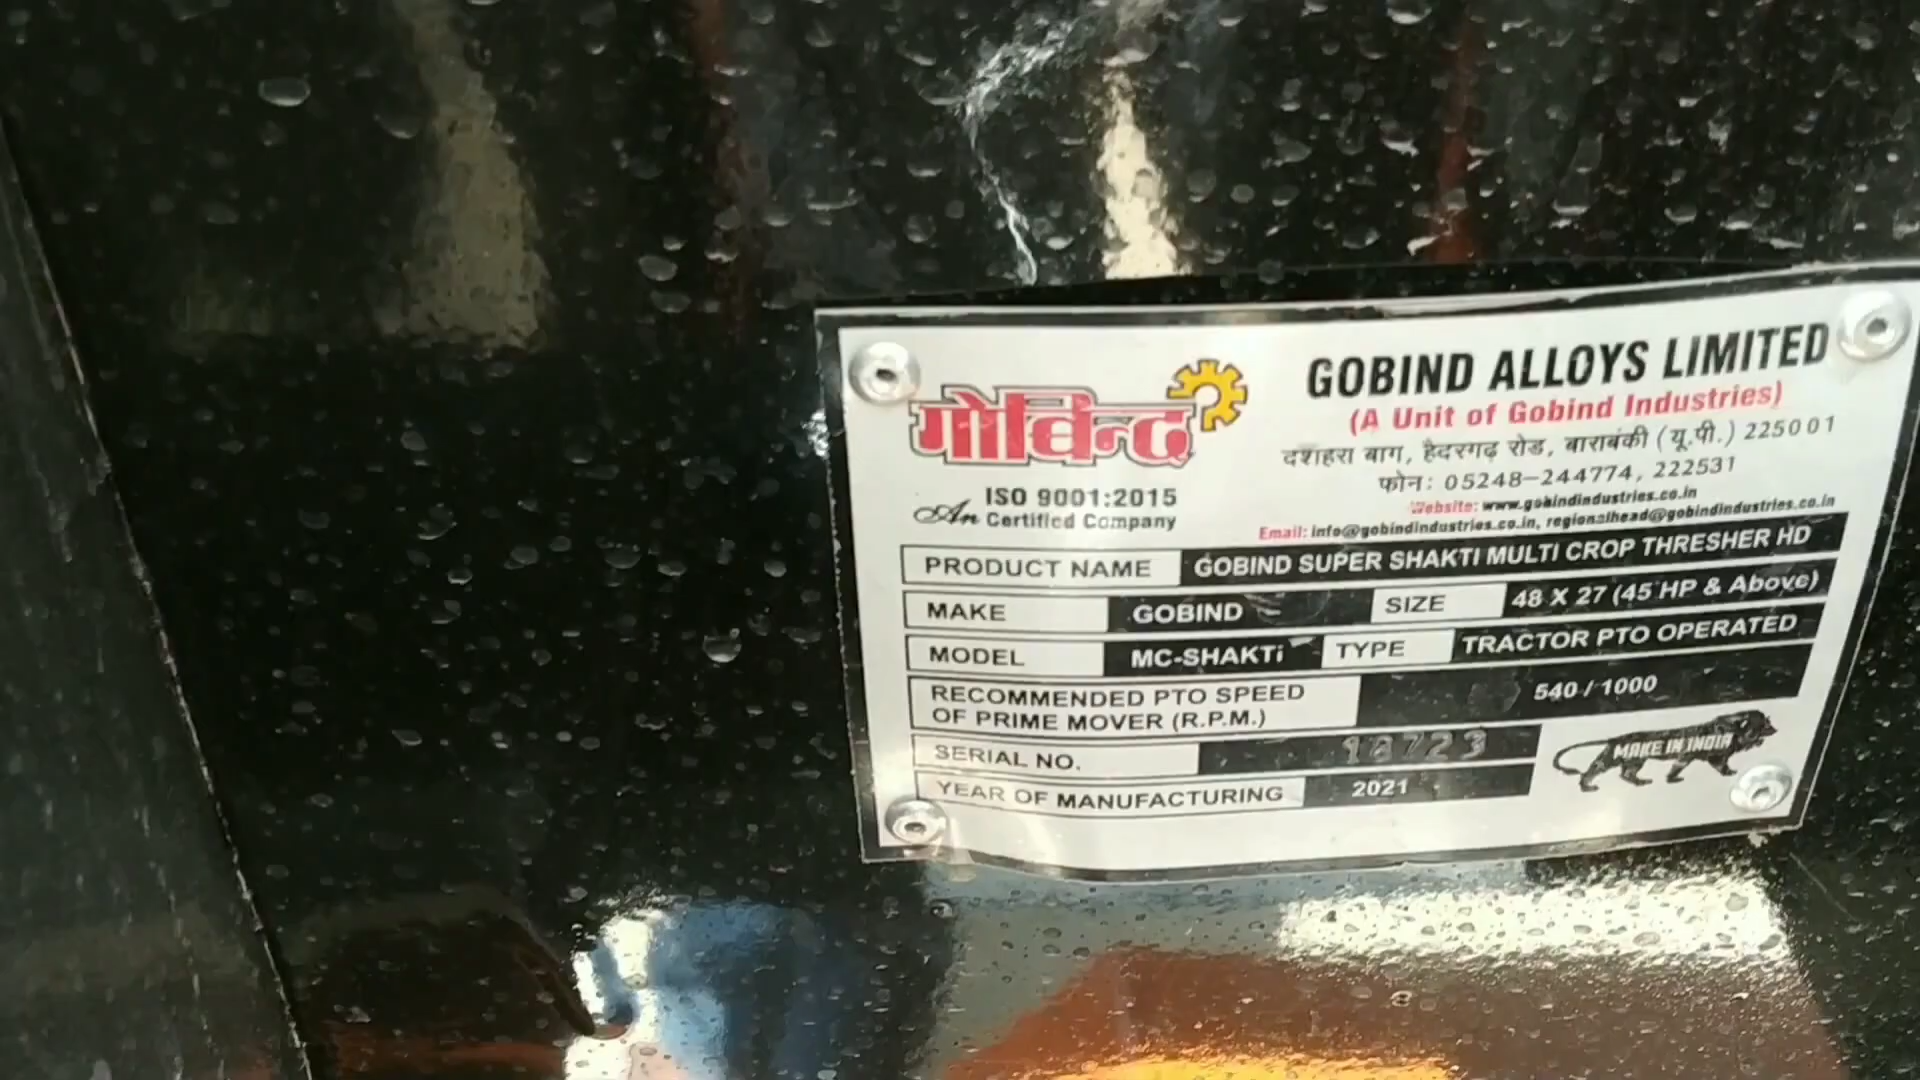 गोविन्द
ISO 9001:2015
An Certified Company
GOBIND ALLOYS LIMITED
(A Unit of Gobind Industries)
दशहरा बाग, हैदरगढ़ रोड, बाराबंकी (यू.पी.) 225001
फोन: 05248-244774, 222531
Website: www.gobindindustries.co.in
Email: info@gobindindustries.co.in, regionalhead@gobindindustries.co.in
PRODUCT NAME GOBIND SUPER SHAKTI MULTI CROP THRESHER HD
MAKE GOBIND SIZE 48 X 27 (45 HP & Above)
MODEL MC-SHAKTi TYPE TRACTOR PTO OPERATED
RECOMMENDED PTO SPEED
OF PRIME MOVER (R.P.M.) 540 / 1000
SERIAL NO.
YEAR OF MANUFACTURING 2021
MAKE IN INDIA